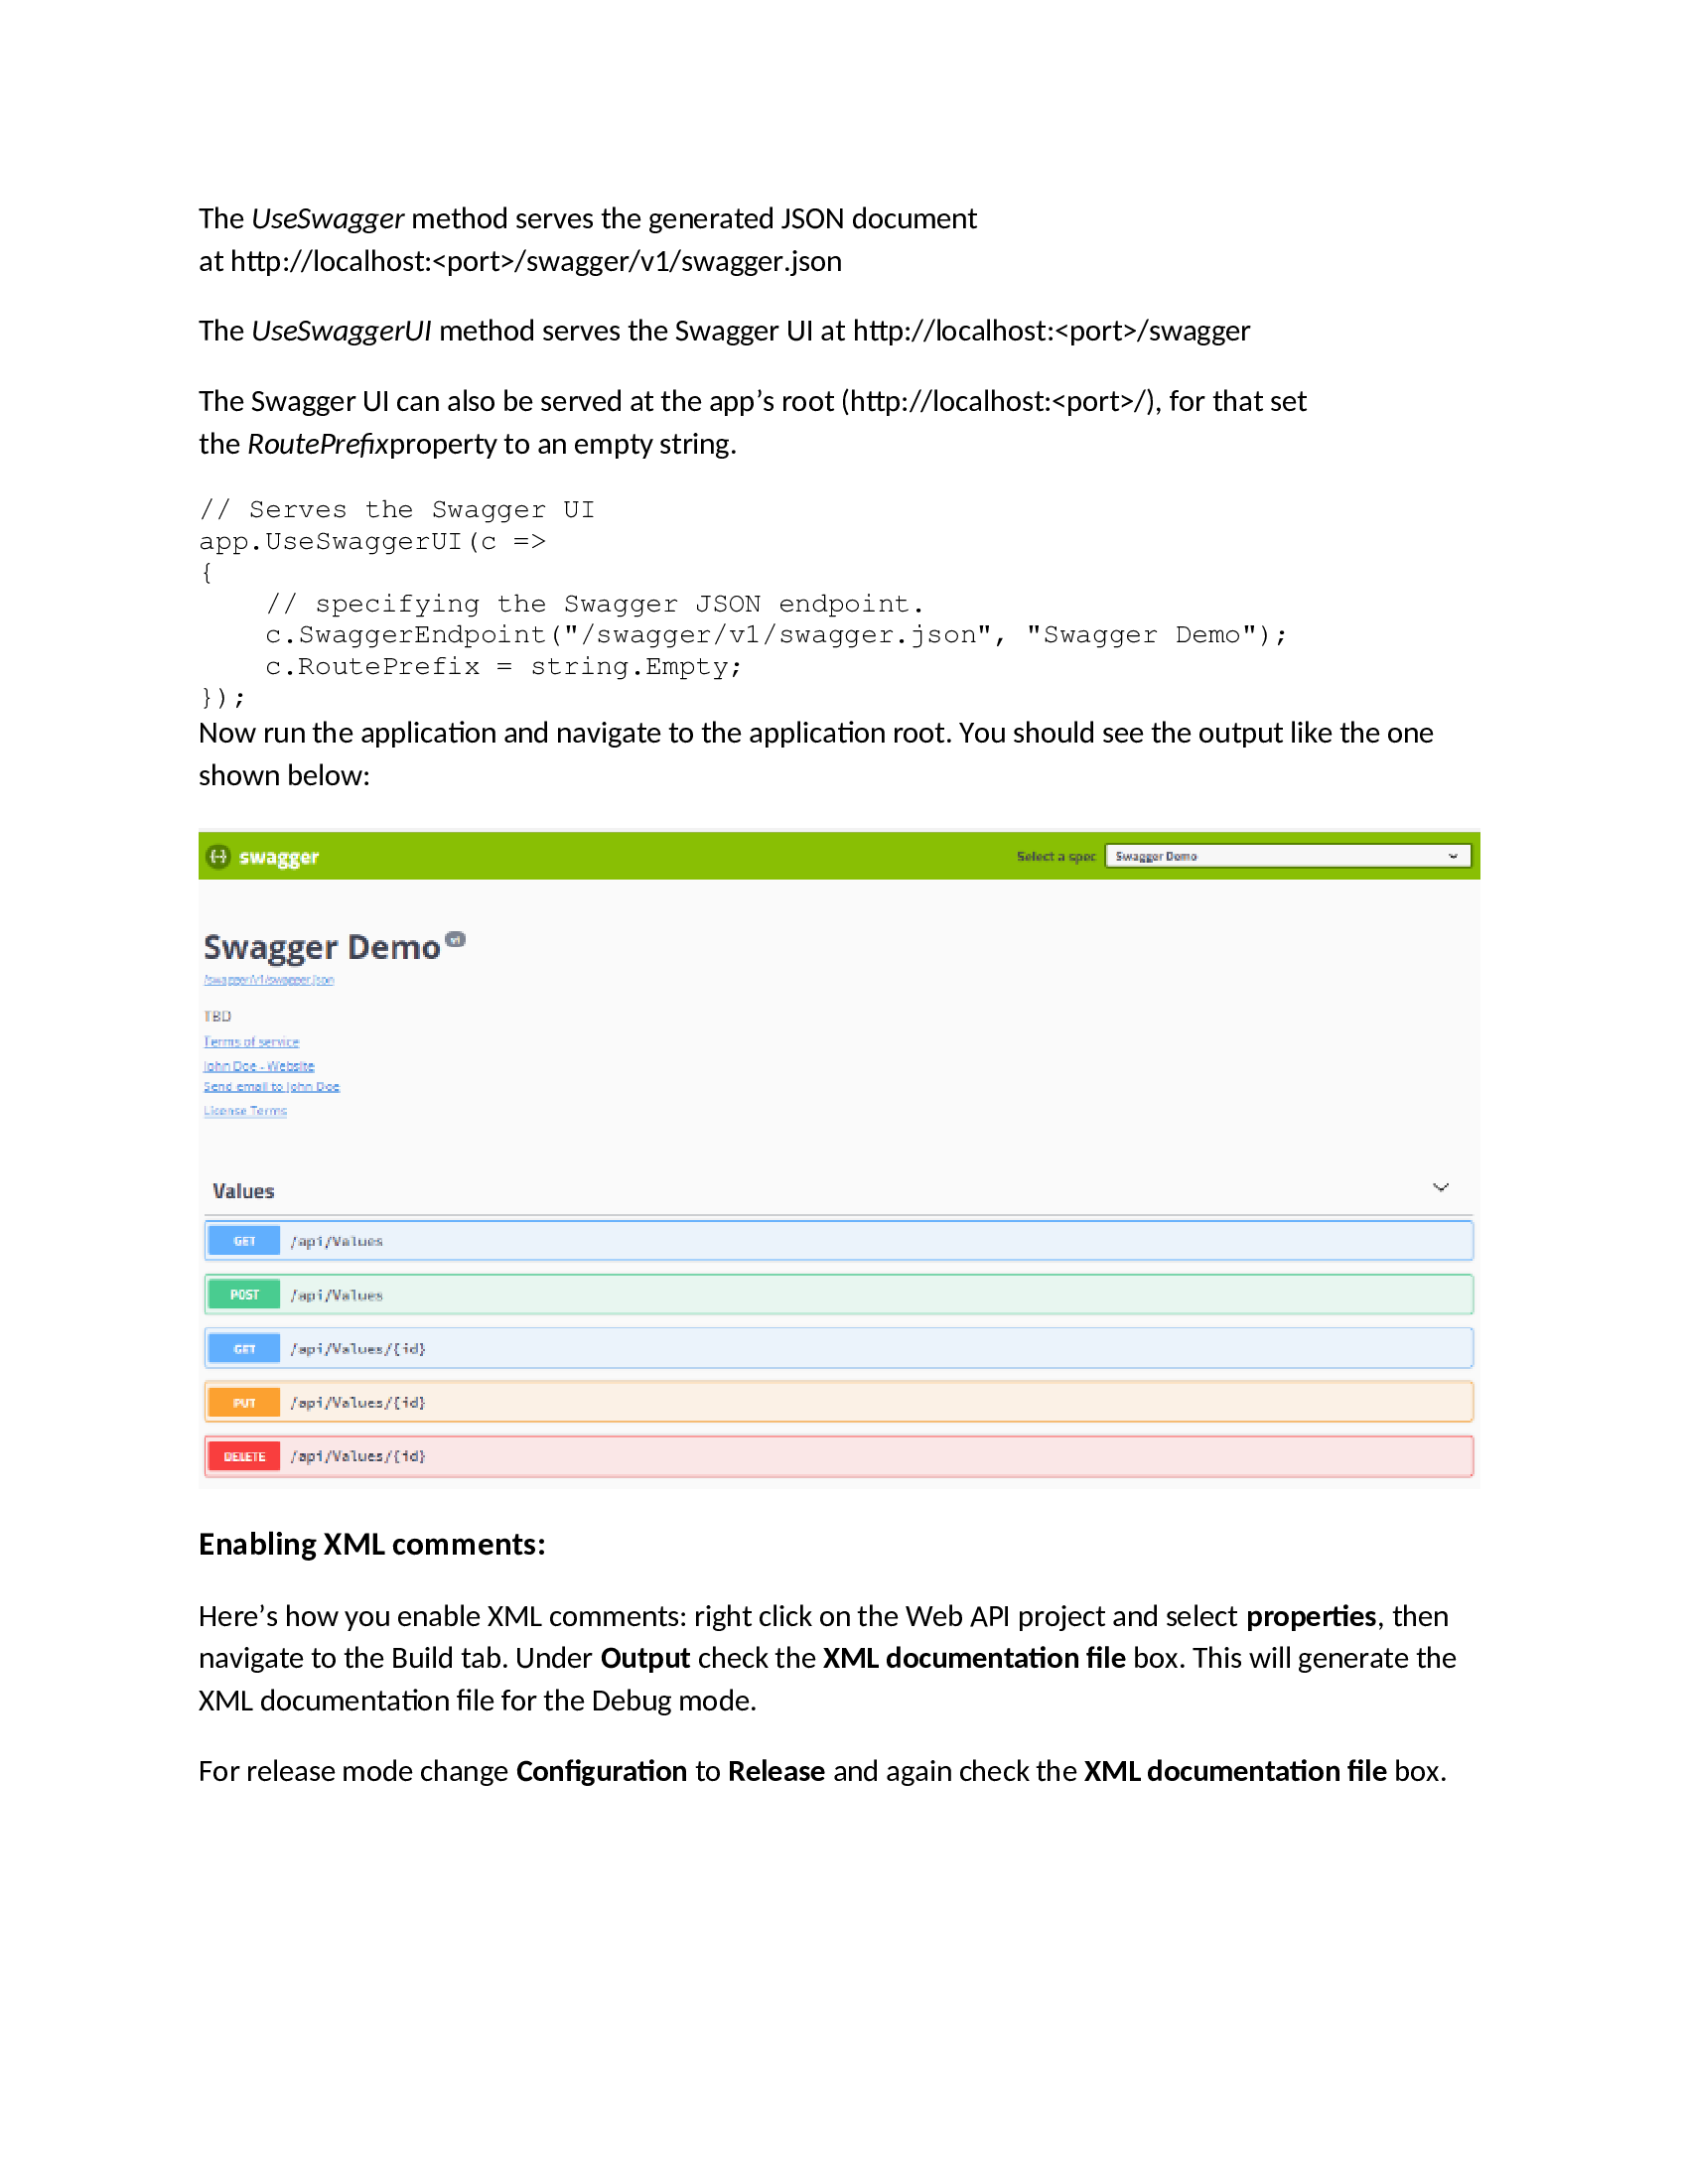 The UseSwagger method serves the generated JSON document
at http://localhost:<port>/swagger/v1/swagger.json
The UseSwaggerUI method serves the Swagger UI at http://localhost:<port>/swagger
The Swagger UI can also be served at the app’s root (http://localhost:<port>/), for that set
the RoutePrefixproperty to an empty string.
// Serves the Swagger UI
app.UseSwaggerUI(c =>
{
    // specifying the Swagger JSON endpoint.
    c.SwaggerEndpoint("/swagger/v1/swagger.json", "Swagger Demo");
    c.RoutePrefix = string.Empty;
});
Now run the application and navigate to the application root. You should see the output like the one
shown below:
{··} swagger Select a spec Swagger Demo
Swagger Demo v1
/swagger/v1/swagger.json
TBD
Terms of service
John Doe - Website
Send email to John Doe
License Terms
Values
GET /api/Values
POST /api/Values
GET /api/Values/{id}
PUT /api/Values/{id}
DELETE /api/Values/{id}
Enabling XML comments:
Here’s how you enable XML comments: right click on the Web API project and select properties, then
navigate to the Build tab. Under Output check the XML documentation file box. This will generate the
XML documentation file for the Debug mode.
For release mode change Configuration to Release and again check the XML documentation file box.